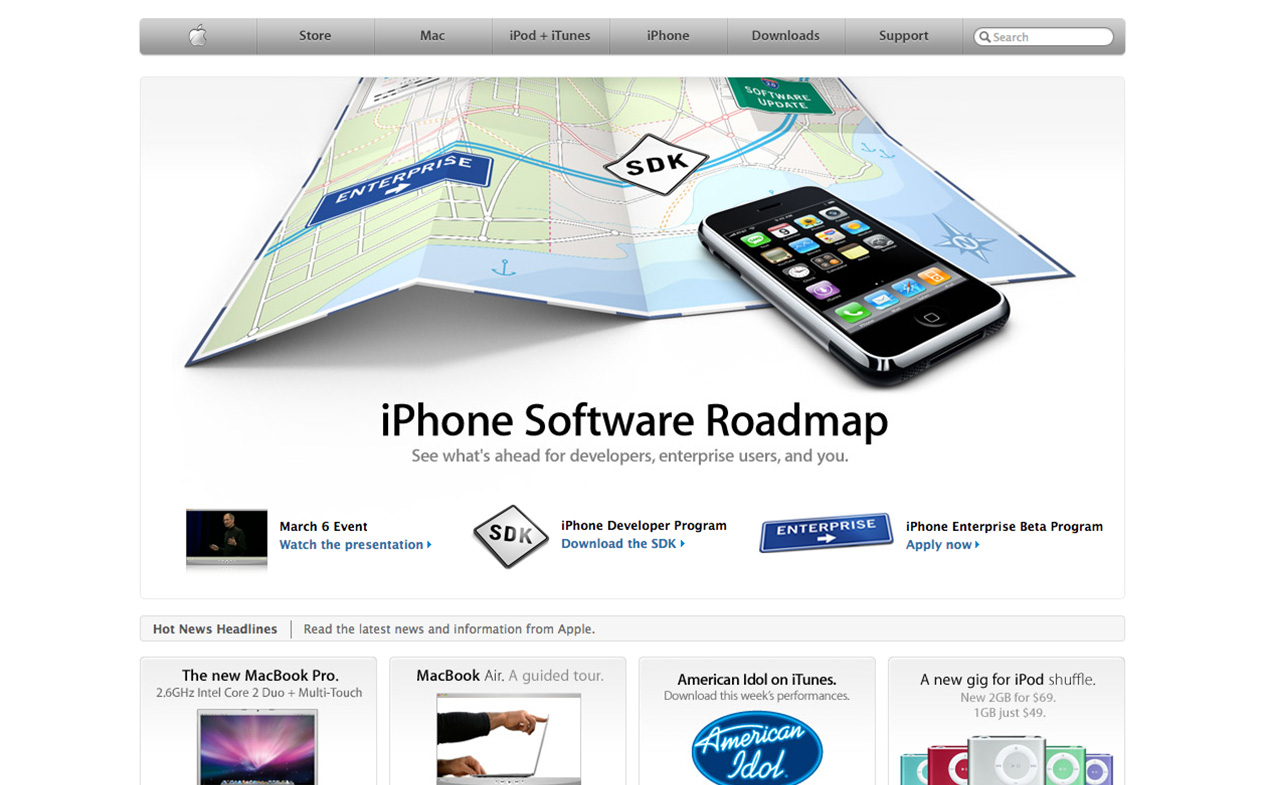 Store
Mac
iPod + iTunes
iPhone
Downloads
Support
Search
SOFTWARE
UPDATE
SDK
ENTERPRISE
N
iPhone Software Roadmap
See what's ahead for developers, enterprise users, and you.
March 6 Event
Watch the presentation
SDK
iPhone Developer Program
Download the SDK
ENTERPRISE
iPhone Enterprise Beta Program
Apply now
Hot News Headlines
Read the latest news and information from Apple.
The new MacBook Pro.
2.6GHz Intel Core 2 Duo + Multi-Touch
MacBook Air. A guided tour.
American Idol on iTunes.
Download this week's performances.
American
Idol
A new gig for iPod shuffle.
New 2GB for $69.
1GB just $49.